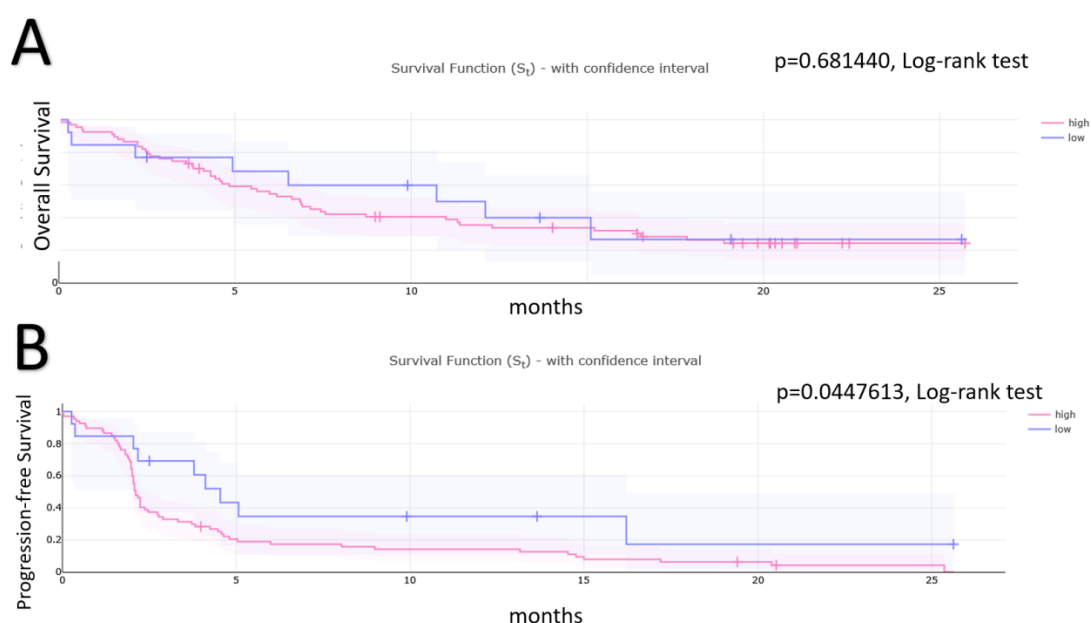 A
p=0.681440, Log-rank test
Survival Function (St) - with confidence interval
high
low
Overall Survival
0
0 5 10 20 25
months
B
Survival Function (St) - with confidence interval
p=0.0447613, Log-rank test
high
low
Progression-free Survival
1
0.8
0.6
0.4
0.2
0
0 5 10 15 20 25
months